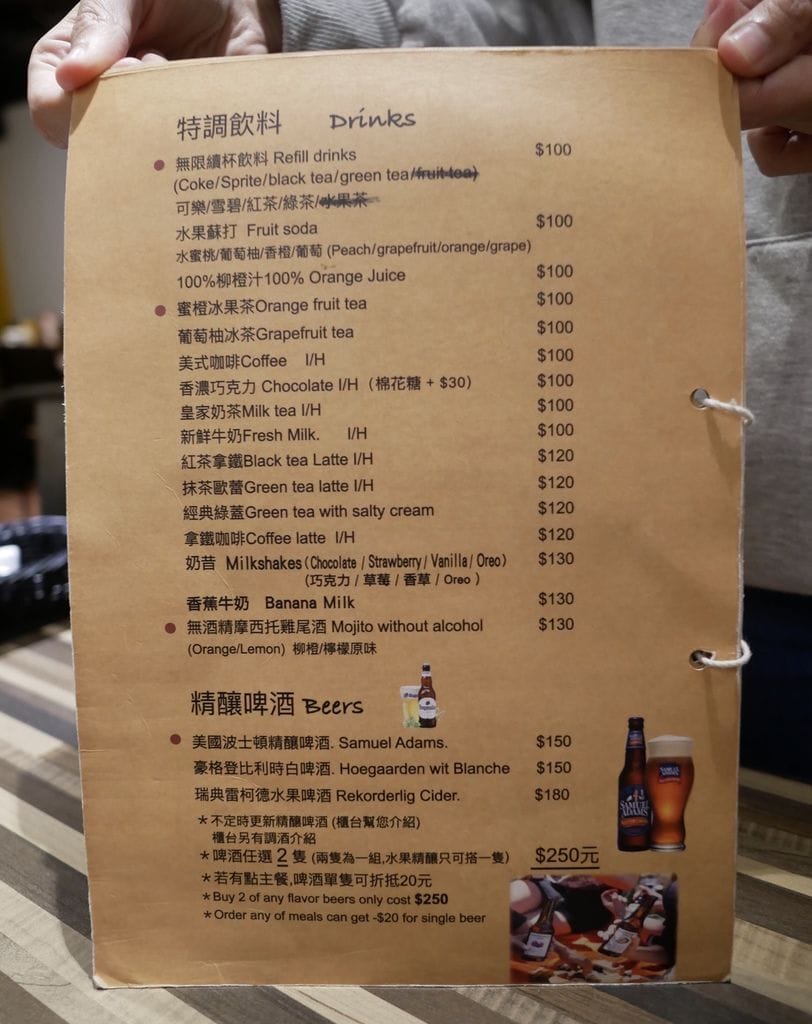 特調飲料 Drinks
無限續杯飲料 Refill drinks $100
(Coke/Sprite/black tea/green tea/fruit tea)
可樂/雪碧/紅茶/綠茶/水果茶
水果蘇打 Fruit soda $100
水蜜桃/葡萄柚/香橙/葡萄 (Peach/grapefruit/orange/grape)
100%柳橙汁100% Orange Juice $100
蜜橙冰果茶Orange fruit tea $100
葡萄柚冰茶Grapefruit tea $100
美式咖啡Coffee I/H $100
香濃巧克力 Chocolate I/H（棉花糖 + $30） $100
皇家奶茶Milk tea I/H $100
新鮮牛奶Fresh Milk. I/H $100
紅茶拿鐵Black tea Latte I/H $120
抹茶歐蕾Green tea latte I/H $120
經典綠蓋Green tea with salty cream $120
拿鐵咖啡Coffee latte I/H $120
奶昔 Milkshakes（Chocolate / Strawberry / Vanilla / Oreo） $130
（巧克力 / 草莓 / 香草 / Oreo ）
香蕉牛奶 Banana Milk $130
無酒精摩西托雞尾酒 Mojito without alcohol $130
(Orange/Lemon) 柳橙/檸檬原味
精釀啤酒 Beers
美國波士頓精釀啤酒. Samuel Adams. $150
豪格登比利時白啤酒. Hoegaarden wit Blanche $150
瑞典雷柯德水果啤酒 Rekorderlig Cider. $180
＊不定時更新精釀啤酒 (櫃台幫您介紹)
櫃台另有調酒介紹
＊啤酒任選 2 隻 (兩隻為一組,水果精釀只可搭一隻) $250元
＊若有點主餐,啤酒單隻可折抵20元
＊Buy 2 of any flavor beers only cost $250
＊Order any of meals can get -$20 for single beer
SAMUEL ADAMS